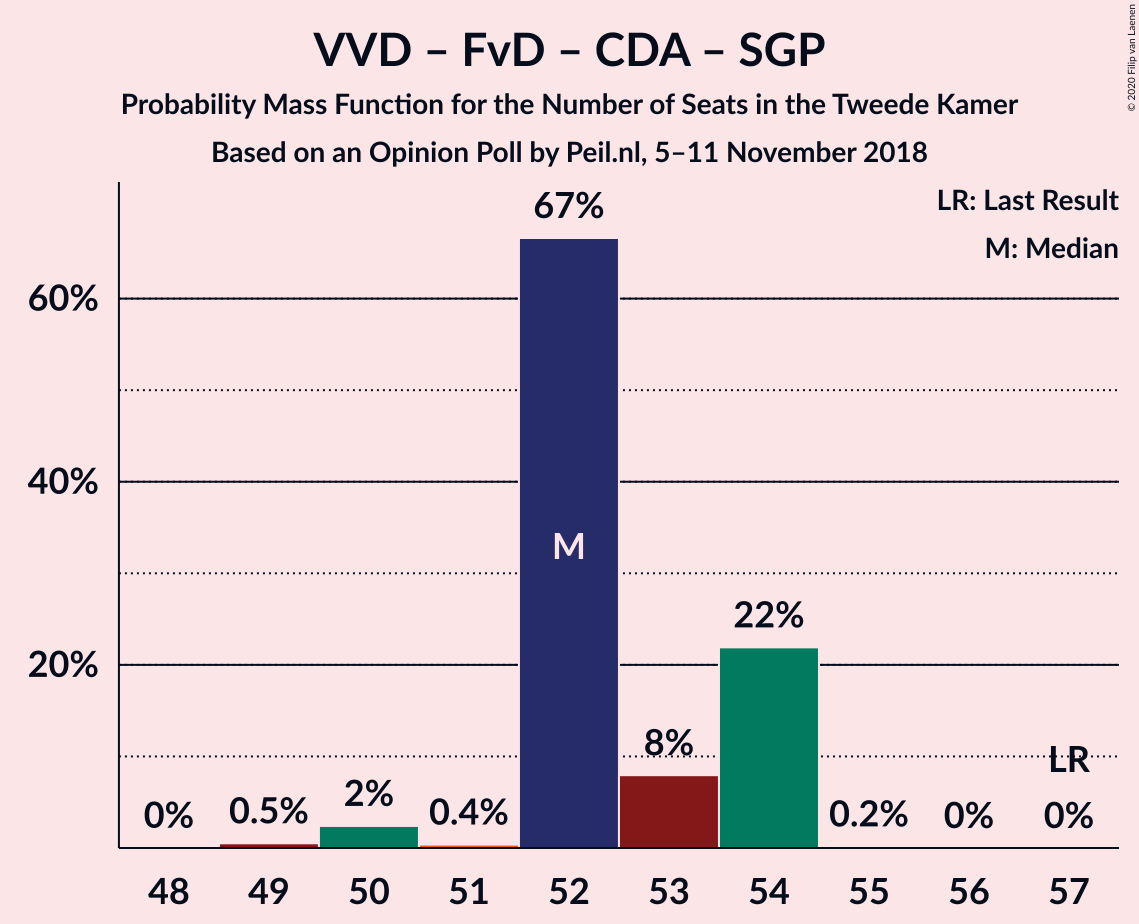 VVD – FvD – CDA – SGP
Probability Mass Function for the Number of Seats in the Tweede Kamer
Based on an Opinion Poll by Peil.nl, 5–11 November 2018
© 2020 Filip van Laenen
LR: Last Result
M: Median
67%
60%
40%
M
22%
20%
8%
LR
2%
0% 0.5% 0.4% 0.2% 0% 0%
48 49 50 51 52 53 54 55 56 57